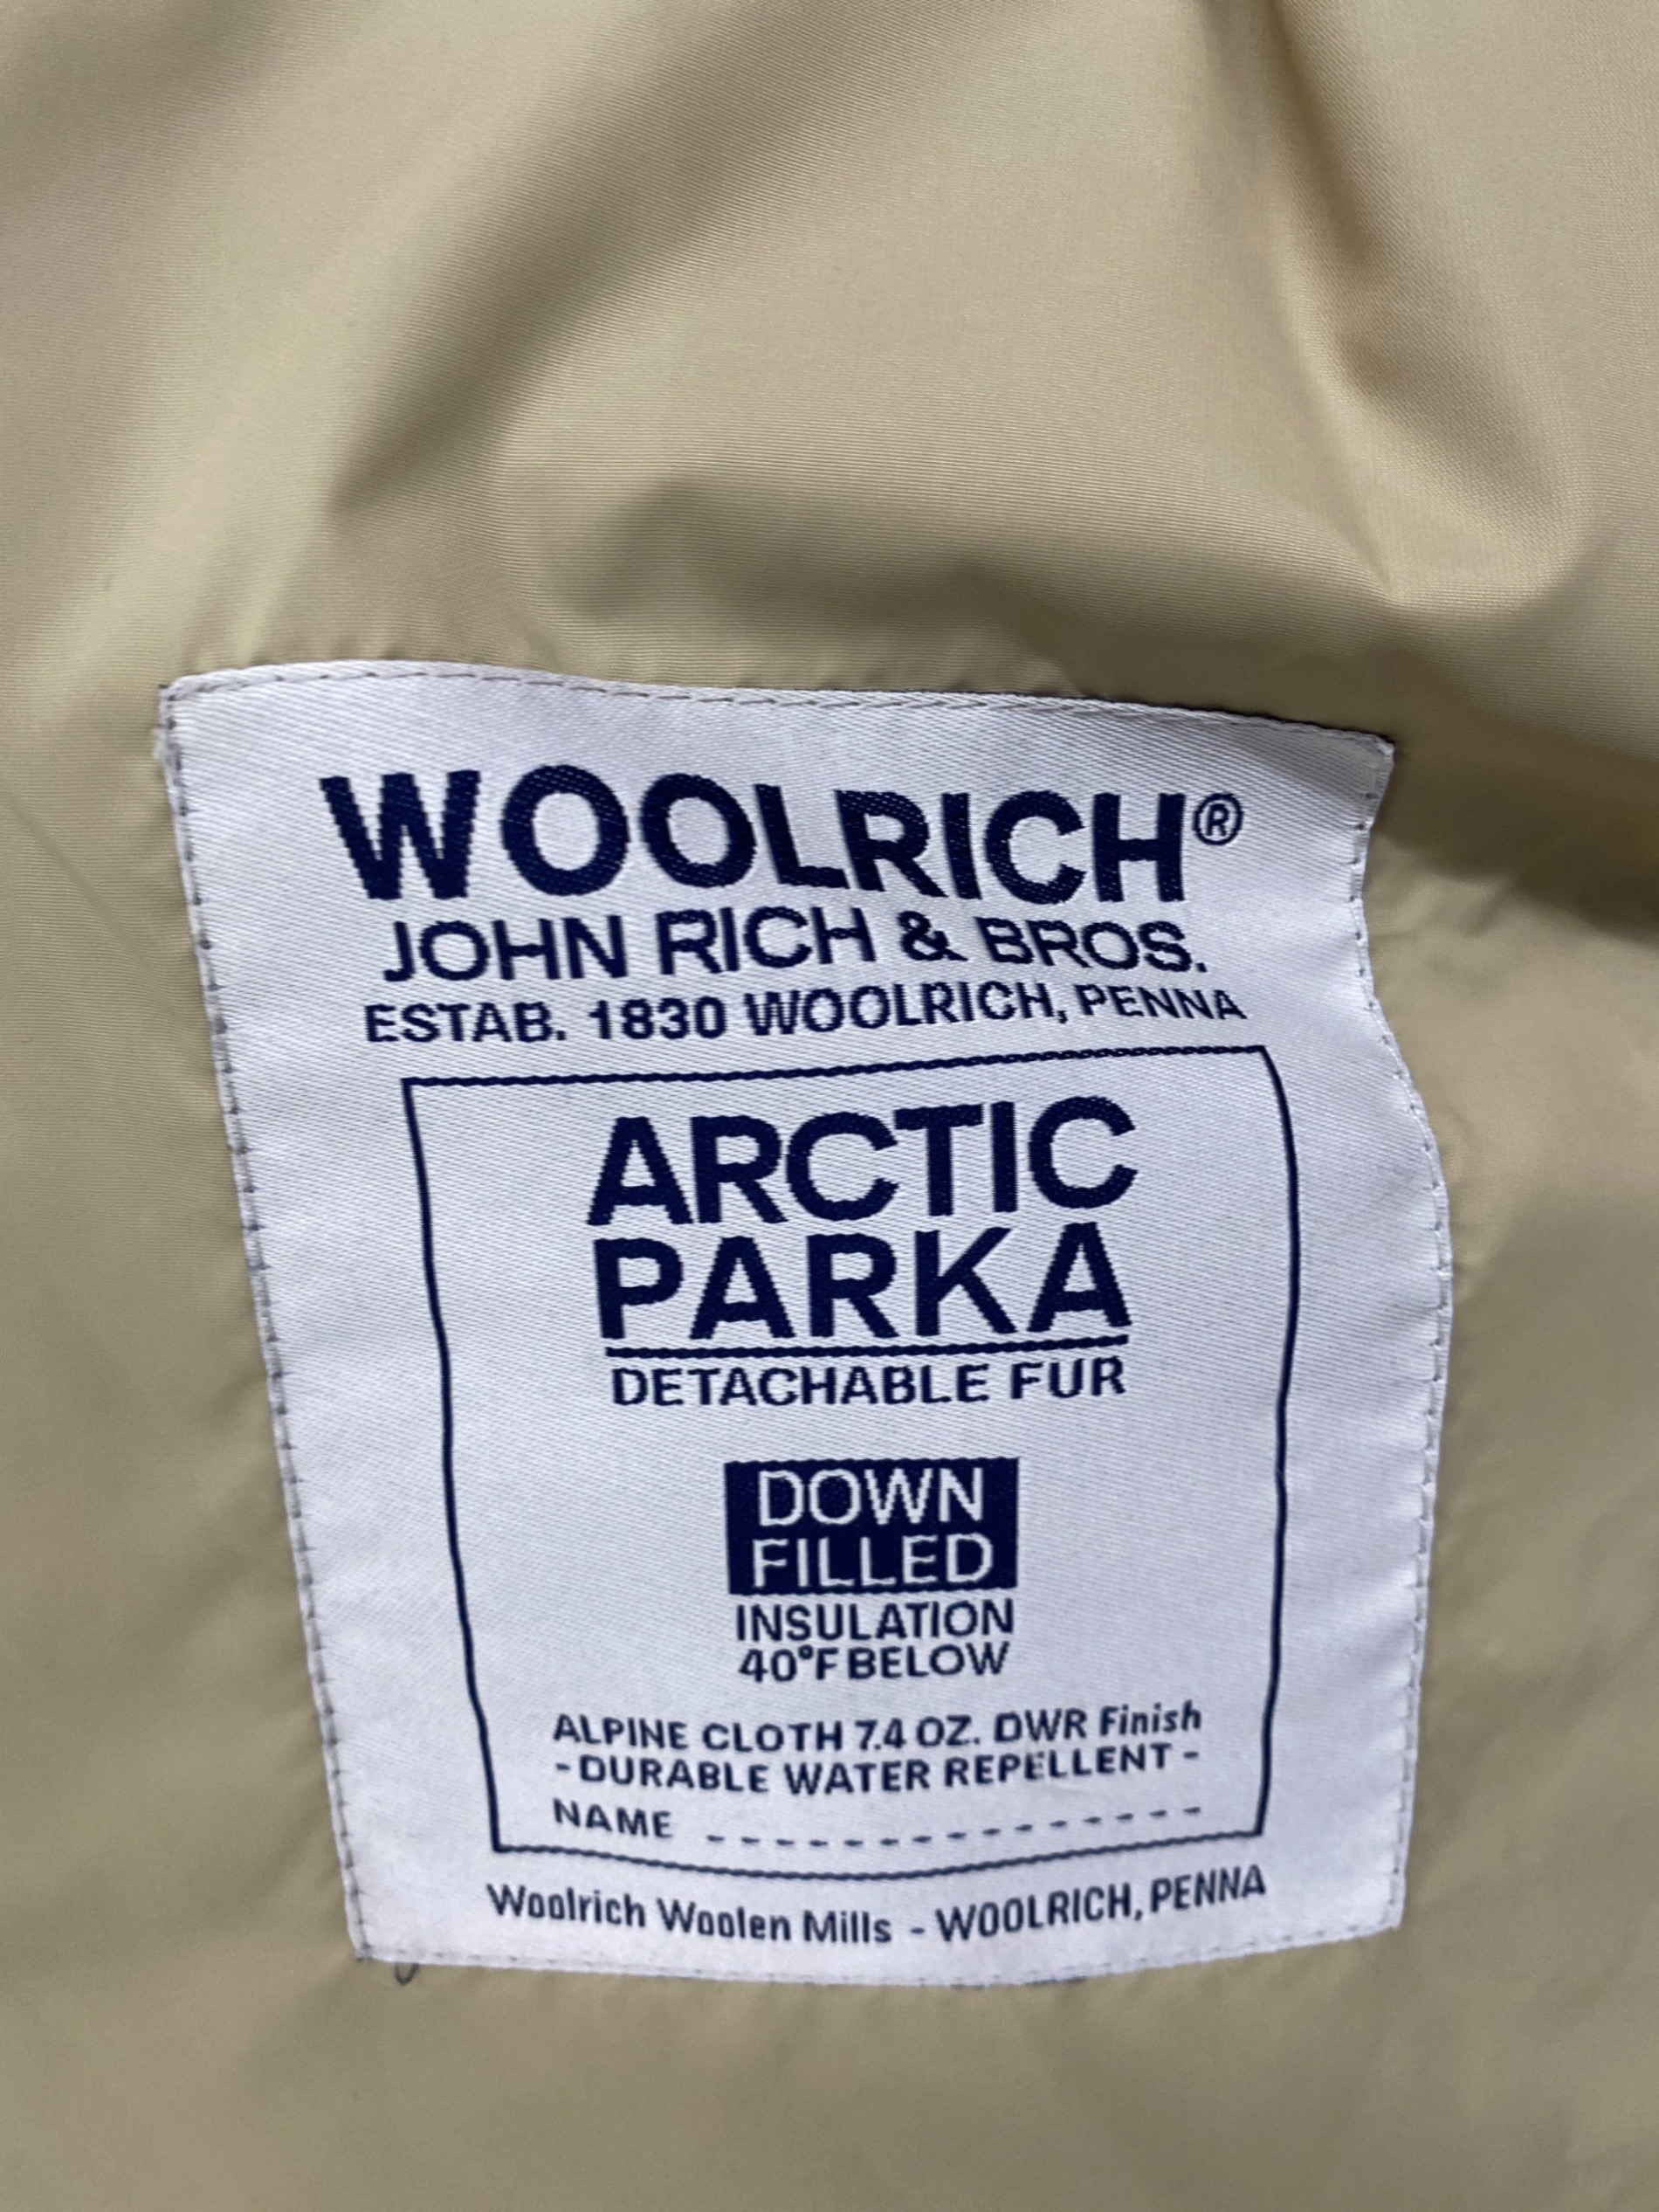 WOOLRICH®
JOHN RICH & BROS.
ESTAB. 1830 WOOLRICH, PENNA
ARCTIC
PARKA
DETACHABLE FUR
DOWN
FILLED
INSULATION
40°F BELOW
ALPINE CLOTH 7.4 OZ. DWR Finish
- DURABLE WATER REPELLENT -
NAME _ _ _ _ _ _ _ _ _ _ _ _ _ _ _
Woolrich Woolen Mills - WOOLRICH, PENNA